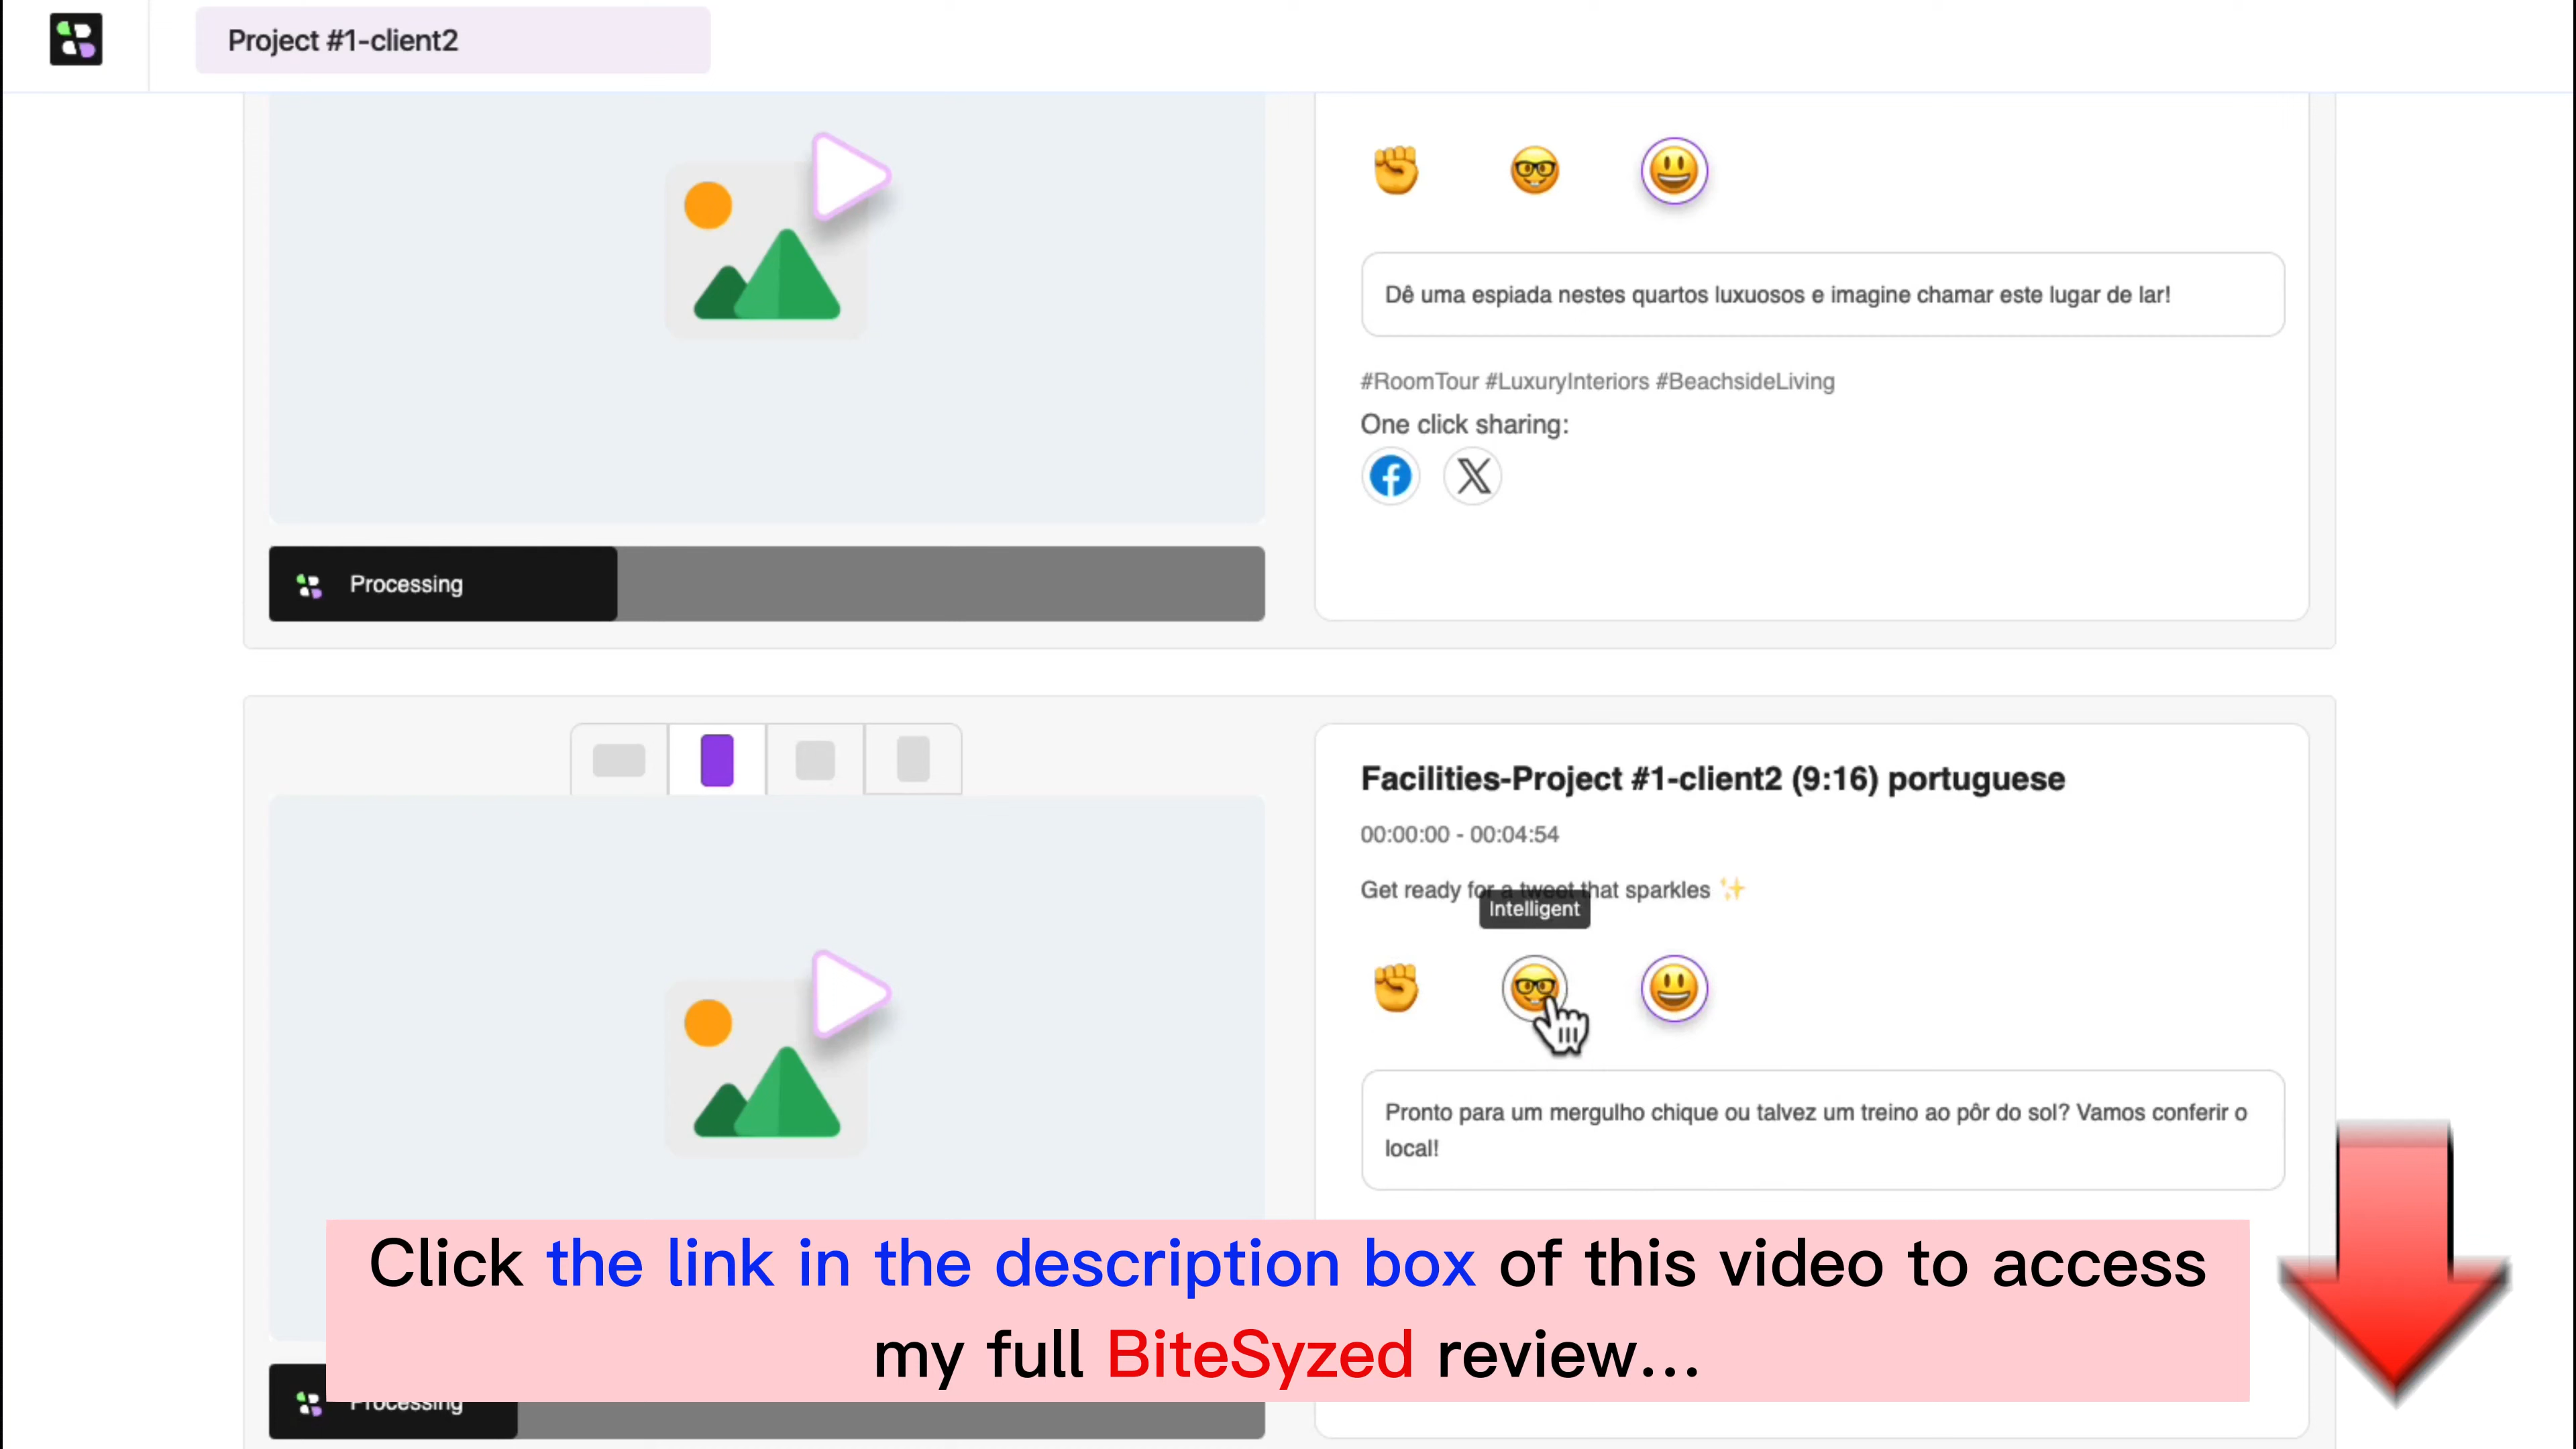 Project #1-client2
Dê uma espiada nestes quartos luxuosos e imagine chamar este lugar de lar!
#RoomTour #LuxuryInteriors #BeachsideLiving
One click sharing:
Processing
Facilities-Project #1-client2 (9:16) portuguese
00:00:00 - 00:04:54
Get ready for a tweet that sparkles ✨
Intelligent
Pronto para um mergulho chique ou talvez um treino ao pôr do sol? Vamos conferir o
local!
Click the link in the description box of this video to access
my full BiteSyzed review...
Processing